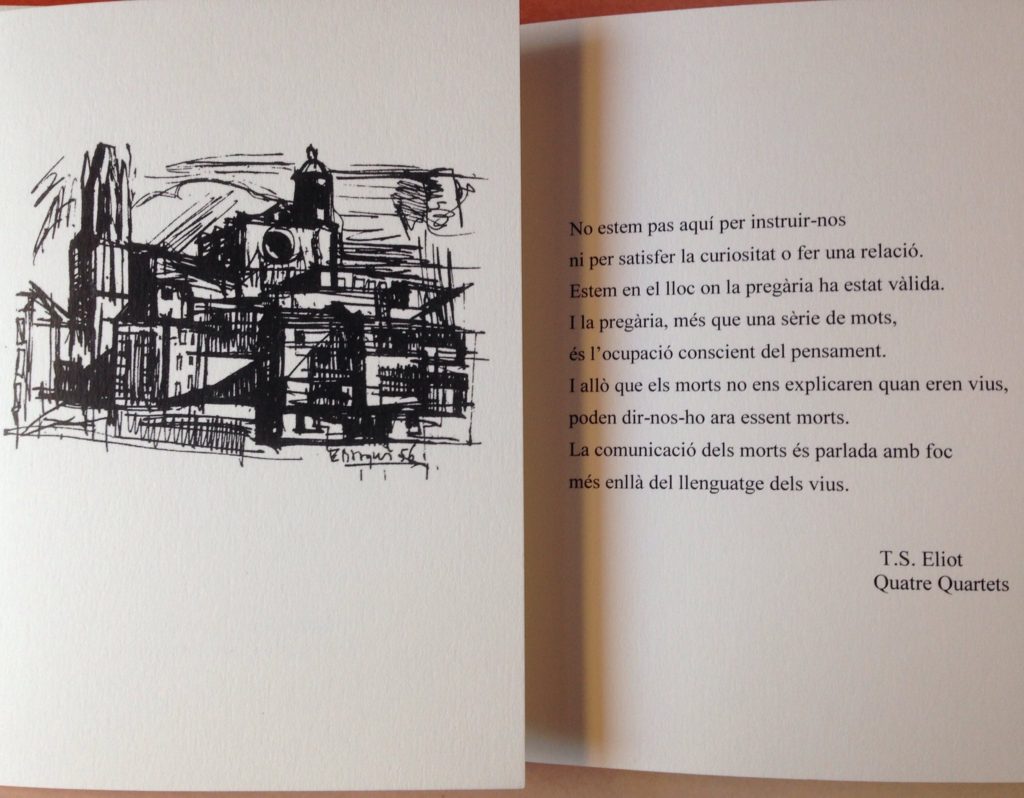 No estem pas aquí per instruir-nos
ni per satisfer la curiositat o fer una relació.
Estem en el lloc on la pregària ha estat vàlida.
I la pregària, més que una sèrie de mots,
és l’ocupació conscient del pensament.
I allò que els morts no ens explicaren quan eren vius,
poden dir-nos-ho ara essent morts.
La comunicació dels morts és parlada amb foc
més enllà del llenguatge dels vius.
T.S. Eliot
Quatre Quartets